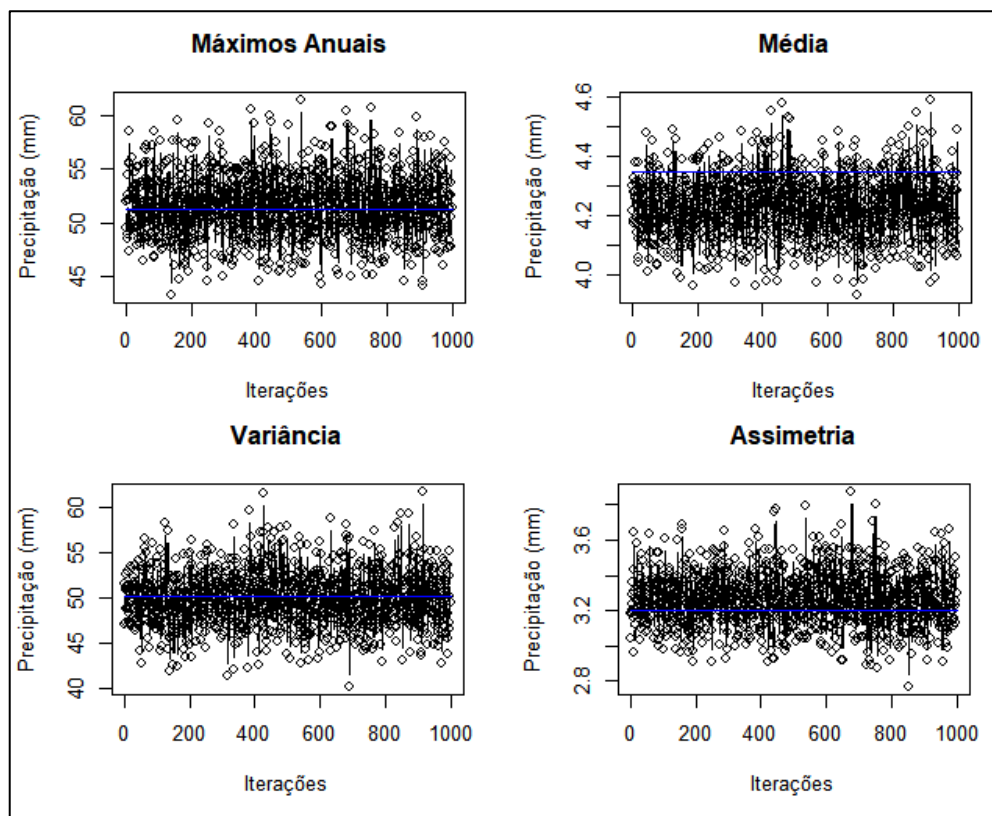 Máximos Anuais
Precipitação (mm)
60
55
50
45
0 200 400 600 800 1000
Iterações
Média
Precipitação (mm)
4.6
4.4
4.2
4.0
0 200 400 600 800 1000
Iterações
Variância
Precipitação (mm)
60
55
50
45
40
0 200 400 600 800 1000
Iterações
Assimetria
Precipitação (mm)
3.6
3.2
2.8
0 200 400 600 800 1000
Iterações